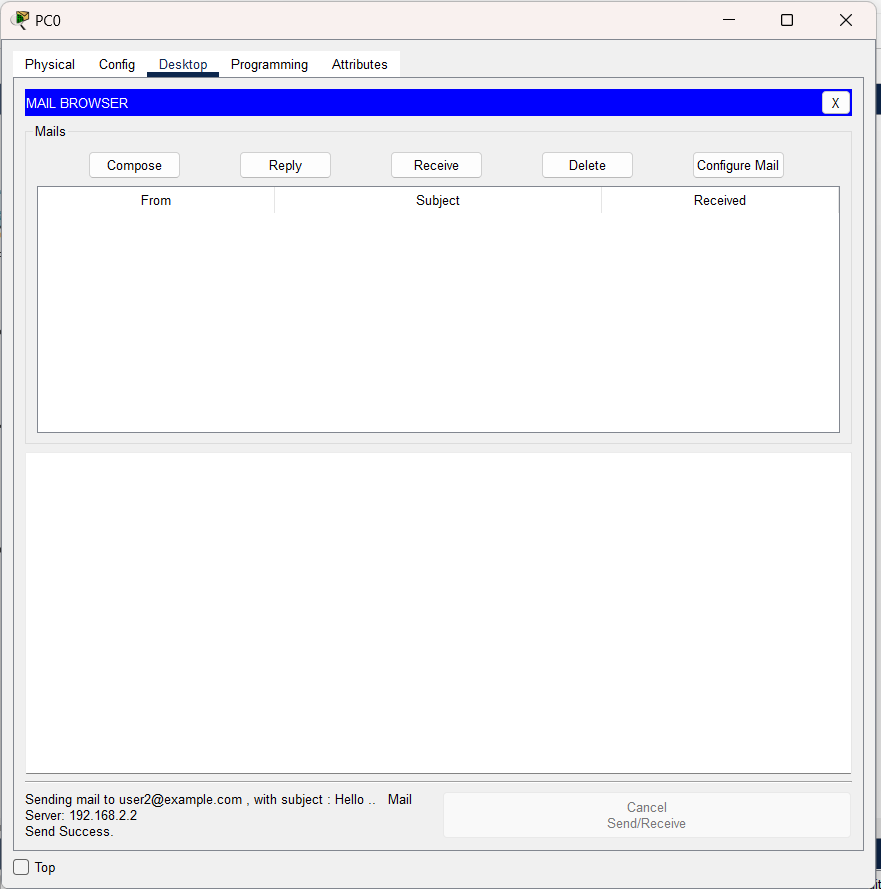 PC0
Physical Config Desktop Programming Attributes
MAIL BROWSER X
Mails
Compose Reply Receive Delete Configure Mail
From Subject Received
Sending mail to user2@example.com , with subject : Hello .. Mail
Server: 192.168.2.2
Send Success.
Cancel
Send/Receive
Top